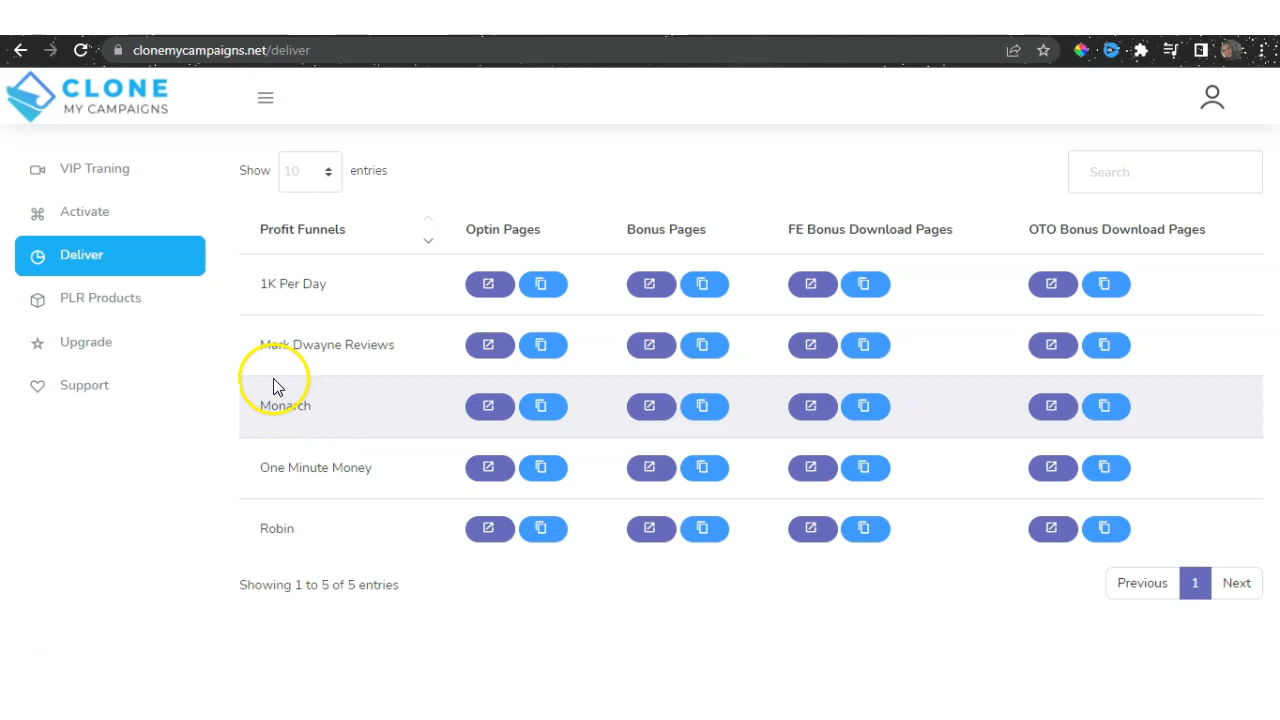 clonemycampaigns.net/deliver
CLONE
MY CAMPAIGNS
VIP Traning
Activate
Deliver
PLR Products
Upgrade
Support
Show 10 entries
Search
Profit Funnels Optin Pages Bonus Pages FE Bonus Download Pages OTO Bonus Download Pages
1K Per Day
Mark Dwayne Reviews
Monarch
One Minute Money
Robin
Showing 1 to 5 of 5 entries
Previous 1 Next